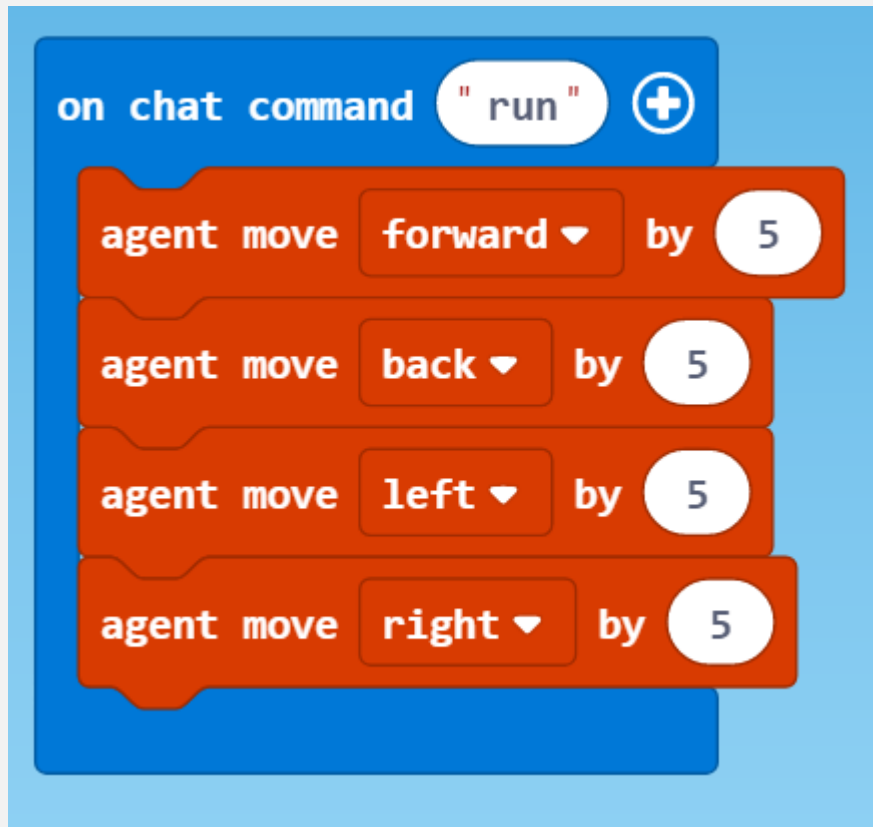 on chat command "run"
agent move forward by 5
agent move back by 5
agent move left by 5
agent move right by 5